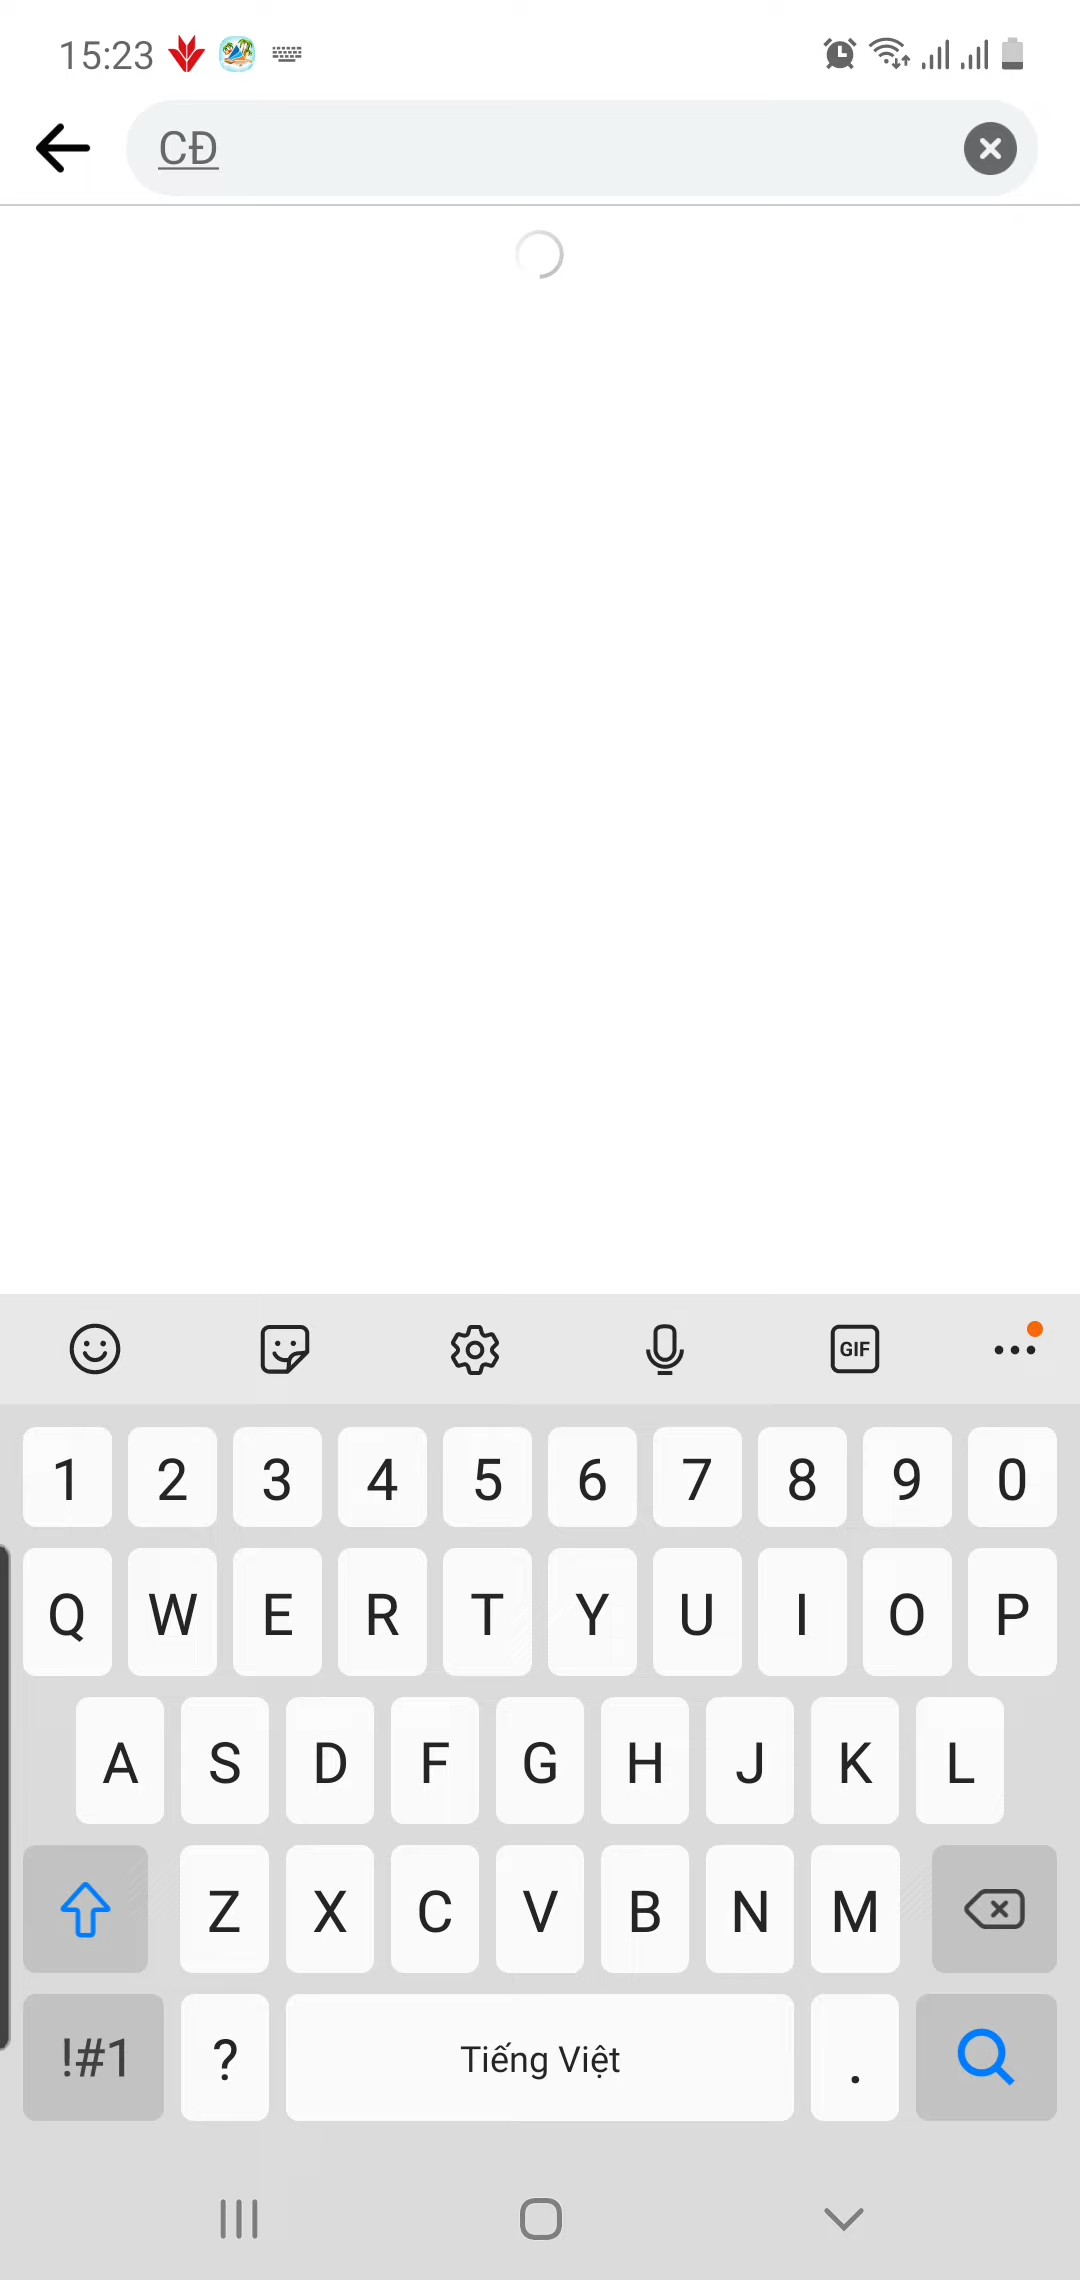 15:23
CĐ
GIF
1 2 3 4 5 6 7 8 9 0
Q W E R T Y U I O P
A S D F G H J K L
Z X C V B N M
!#1 ? Tiếng Việt .